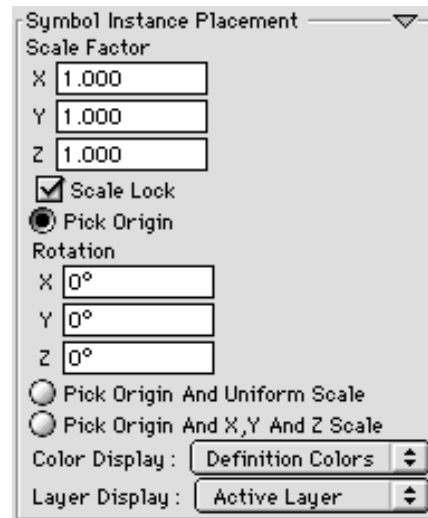 Symbol Instance Placement
Scale Factor
X 1.000
Y 1.000
Z 1.000
Scale Lock
Pick Origin
Rotation
X 0°
Y 0°
Z 0°
Pick Origin And Uniform Scale
Pick Origin And X,Y And Z Scale
Color Display : Definition Colors
Layer Display : Active Layer